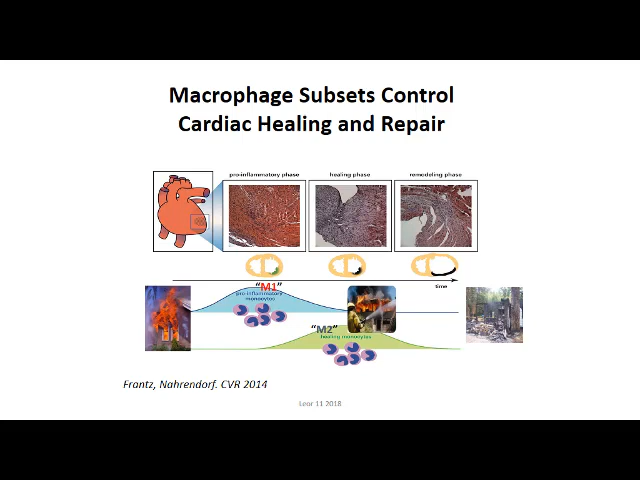 Macrophage Subsets Control
Cardiac Healing and Repair
pro-inflammatory phase
healing phase
remodeling phase
time
"M1"
pro-inflammatory
monocytes
"M2"
healing monocytes
Frantz, Nahrendorf. CVR 2014
Leor 11 2018